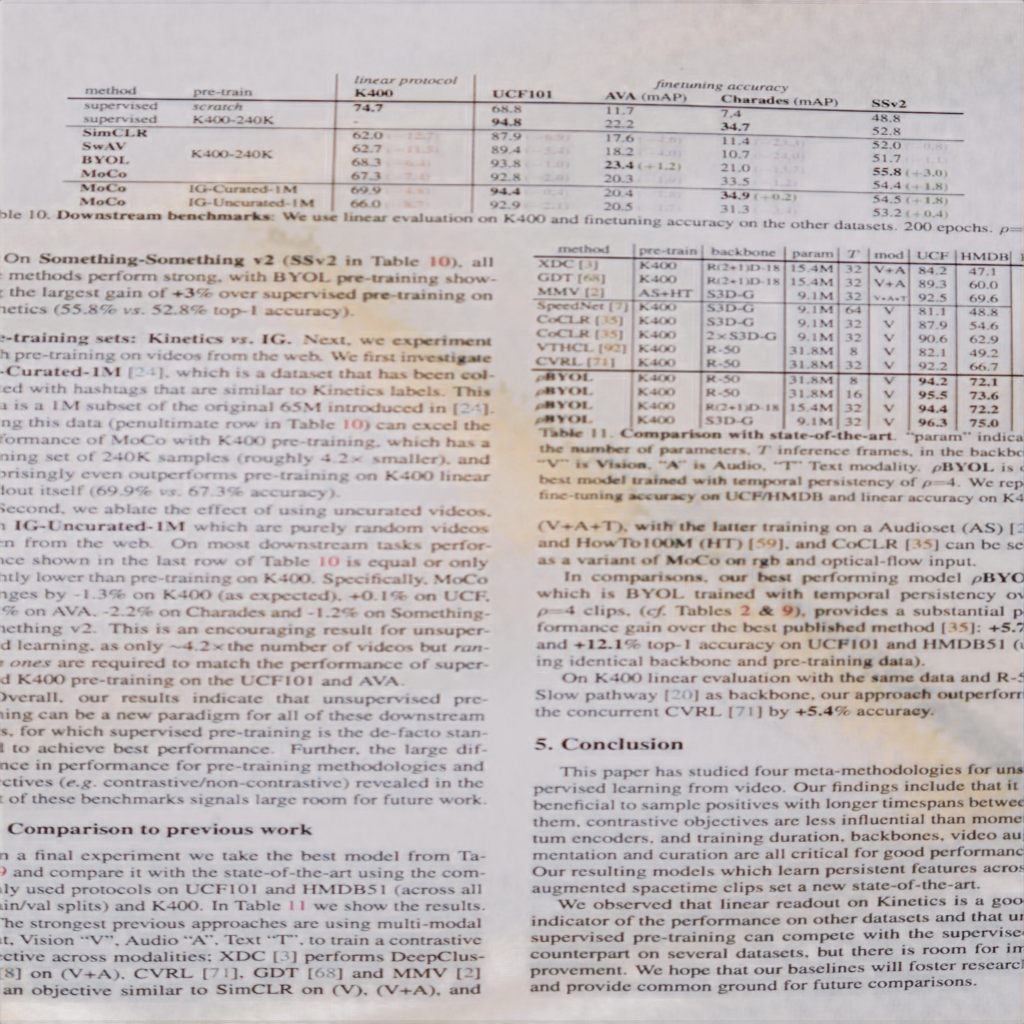 linear protocol finetuning accuracy
method pre-train K400 UCF101 AVA (mAP) Charades (mAP) SSv2
supervised scratch 74.7 68.8 11.7 7.4 48.8
supervised K400-240K - 94.8 22.2 34.7 52.8
SimCLR 62.0 87.9 17.6 11.4 52.0
SwAV K400-240K 62.7 89.4 18.2 10.7 51.7
BYOL 68.3 93.8 23.4 (+1.2) 21.0 55.8 (+3.0)
MoCo 67.3 92.8 20.3 33.5 54.4 (+1.8)
MoCo IG-Curated-1M 69.9 94.4 20.4 34.9 (+0.2) 54.5 (+1.8)
MoCo IG-Uncurated-1M 66.0 92.9 20.5 31.3 53.2 (+0.4)
ble 10. Downstream benchmarks: We use linear evaluation on K400 and finetuning accuracy on the other datasets. 200 epochs. ρ=
On Something-Something v2 (SSv2 in Table 10), all
methods perform strong, with BYOL pre-training show-
the largest gain of +3% over supervised pre-training on
netics (55.8% vs. 52.8% top-1 accuracy).
e-training sets: Kinetics vs. IG. Next, we experiment
h pre-training on videos from the web. We first investigate
-Curated-1M [24], which is a dataset that has been col-
ted with hashtags that are similar to Kinetics labels. This
a is a 1M subset of the original 65M introduced in [24].
ng this data (penultimate row in Table 10) can excel the
formance of MoCo with K400 pre-training, which has a
ning set of 240K samples (roughly 4.2× smaller), and
prisingly even outperforms pre-training on K400 linear
dout itself (69.9% vs. 67.3% accuracy).
Second, we ablate the effect of using uncurated videos,
h IG-Uncurated-1M which are purely random videos
en from the web. On most downstream tasks perfor-
nce shown in the last row of Table 10 is equal or only
htly lower than pre-training on K400. Specifically, MoCo
nges by -1.3% on K400 (as expected), +0.1% on UCF,
% on AVA, -2.2% on Charades and -1.2% on Something-
nething v2. This is an encouraging result for unsuper-
d learning, as only ~4.2× the number of videos but ran-
ones are required to match the performance of super-
d K400 pre-training on the UCF101 and AVA.
Overall, our results indicate that unsupervised pre-
ning can be a new paradigm for all of these downstream
s, for which supervised pre-training is the de-facto stan-
l to achieve best performance. Further, the large dif-
nce in performance for pre-training methodologies and
ctives (e.g. contrastive/non-contrastive) revealed in the
t of these benchmarks signals large room for future work.
Comparison to previous work
n a final experiment we take the best model from Ta-
9 and compare it with the state-of-the-art using the com-
ly used protocols on UCF101 and HMDB51 (across all
in/val splits) and K400. In Table 11 we show the results.
The strongest previous approaches are using multi-modal
t, Vision "V", Audio "A", Text "T", to train a contrastive
ctive across modalities; XDC [3] performs DeepClus-
[8] on (V+A), CVRL [71], GDT [68] and MMV [2]
an objective similar to SimCLR on (V), (V+A), and
method pre-train backbone param T mod UCF HMDB
XDC [3] K400 R(2+1)D-18 15.4M 32 V+A 84.2 47.1
GDT [68] K400 R(2+1)D-18 15.4M 32 V+A 89.3 60.0
MMV [2] AS+HT S3D-G 9.1M 32 V+A+T 92.5 69.6
SpeedNet [7] K400 S3D-G 9.1M 64 V 81.1 48.8
CoCLR [35] K400 S3D-G 9.1M 32 V 87.9 54.6
CoCLR [35] K400 2×S3D-G 9.1M 32 V 90.6 62.9
VTHCL [92] K400 R-50 31.8M 8 V 82.1 49.2
CVRL [71] K400 R-50 31.8M 32 V 92.2 66.7
ρBYOL K400 R-50 31.8M 8 V 94.2 72.1
ρBYOL K400 R-50 31.8M 16 V 95.5 73.6
ρBYOL K400 R(2+1)D-18 15.4M 32 V 94.4 72.2
ρBYOL K400 S3D-G 9.1M 32 V 96.3 75.0
Table 11. Comparison with state-of-the-art. "param" indica
the number of parameters, T inference frames, in the backbo
"V" is Vision, "A" is Audio, "T" Text modality. ρBYOL is o
best model trained with temporal persistency of ρ=4. We rep
fine-tuning accuracy on UCF/HMDB and linear accuracy on K4
(V+A+T), with the latter training on a Audioset (AS) [2
and HowTo100M (HT) [59], and CoCLR [35] can be se
as a variant of MoCo on rgb and optical-flow input.
In comparisons, our best performing model ρBYO
which is BYOL trained with temporal persistency ov
ρ=4 clips, (cf. Tables 2 & 9), provides a substantial p
formance gain over the best published method [35]: +5.7
and +12.1% top-1 accuracy on UCF101 and HMDB51 (u
ing identical backbone and pre-training data).
On K400 linear evaluation with the same data and R-5
Slow pathway [20] as backbone, our approach outperform
the concurrent CVRL [71] by +5.4% accuracy.
5. Conclusion
This paper has studied four meta-methodologies for uns
pervised learning from video. Our findings include that it
beneficial to sample positives with longer timespans betwee
them, contrastive objectives are less influential than mome
tum encoders, and training duration, backbones, video au
mentation and curation are all critical for good performanc
Our resulting models which learn persistent features acros
augmented spacetime clips set a new state-of-the-art.
We observed that linear readout on Kinetics is a goo
indicator of the performance on other datasets and that un
supervised pre-training can compete with the supervise
counterpart on several datasets, but there is room for im
provement. We hope that our baselines will foster research
and provide common ground for future comparisons.